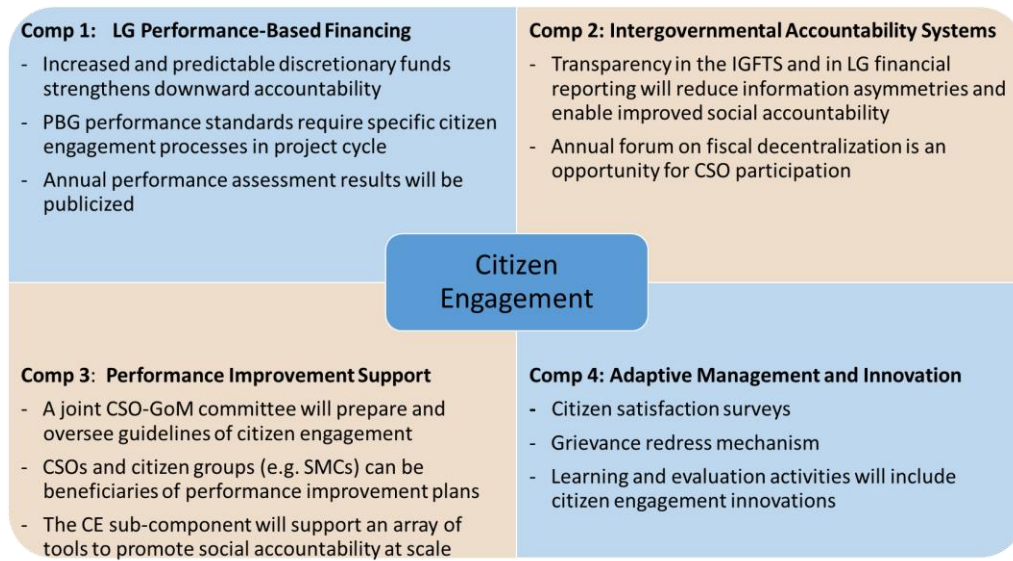 Comp 1: LG Performance-Based Financing
- Increased and predictable discretionary funds
strengthens downward accountability
- PBG performance standards require specific citizen
engagement processes in project cycle
- Annual performance assessment results will be
publicized
Comp 2: Intergovernmental Accountability Systems
- Transparency in the IGFTS and in LG financial
reporting will reduce information asymmetries and
enable improved social accountability
- Annual forum on fiscal decentralization is an
opportunity for CSO participation
Citizen
Engagement
Comp 3: Performance Improvement Support
- A joint CSO-GoM committee will prepare and
oversee guidelines of citizen engagement
- CSOs and citizen groups (e.g. SMCs) can be
beneficiaries of performance improvement plans
- The CE sub-component will support an array of
tools to promote social accountability at scale
Comp 4: Adaptive Management and Innovation
- Citizen satisfaction surveys
- Grievance redress mechanism
- Learning and evaluation activities will include
citizen engagement innovations